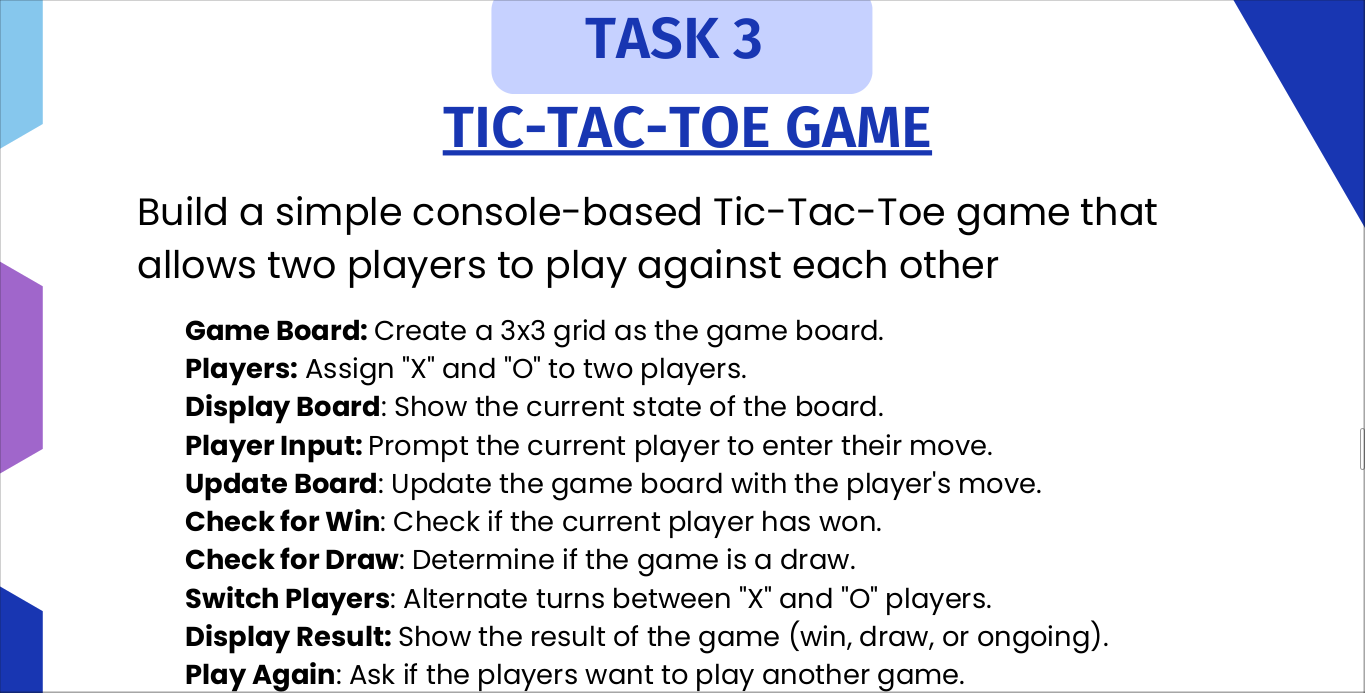 TASK 3
TIC-TAC-TOE GAME
Build a simple console-based Tic-Tac-Toe game that
allows two players to play against each other
Game Board: Create a 3x3 grid as the game board.
Players: Assign "X" and "O" to two players.
Display Board: Show the current state of the board.
Player Input: Prompt the current player to enter their move.
Update Board: Update the game board with the player's move.
Check for Win: Check if the current player has won.
Check for Draw: Determine if the game is a draw.
Switch Players: Alternate turns between "X" and "O" players.
Display Result: Show the result of the game (win, draw, or ongoing).
Play Again: Ask if the players want to play another game.